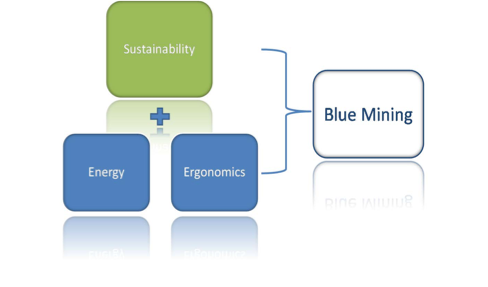 Sustainability
+
Energy
Ergonomics
Blue Mining